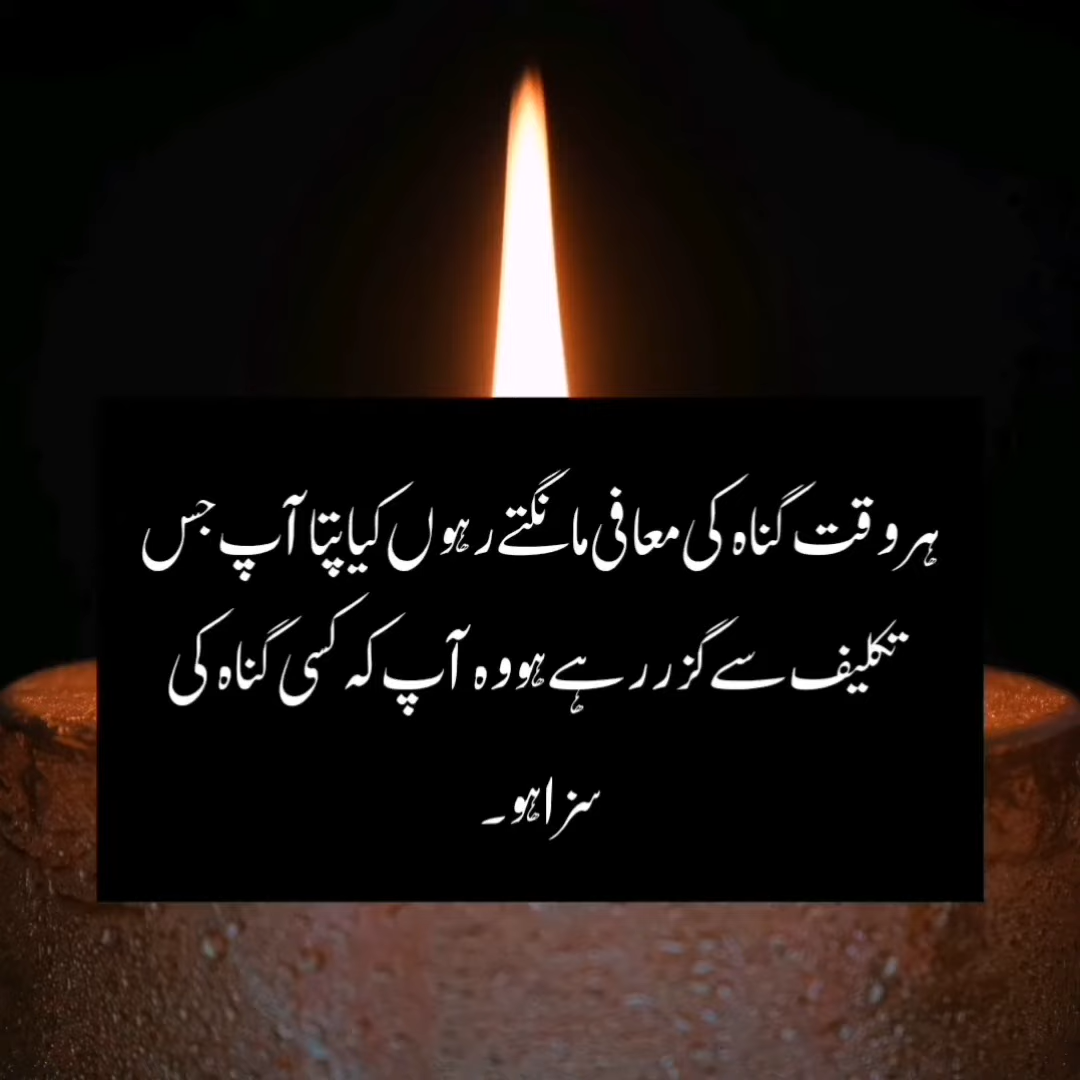 ہر وقت گناہ کی معافی مانگتے رہوں کیا پتا آپ جس
تکلیف سے گزر رہے ہو وہ آپ کہ کسی گناہ کی
سزا ہو۔